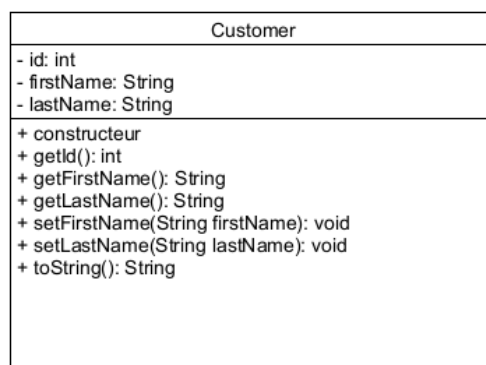 Customer
- id: int
- firstName: String
- lastName: String
+ constructeur
+ getId(): int
+ getFirstName(): String
+ getLastName(): String
+ setFirstName(String firstName): void
+ setLastName(String lastName): void
+ toString(): String